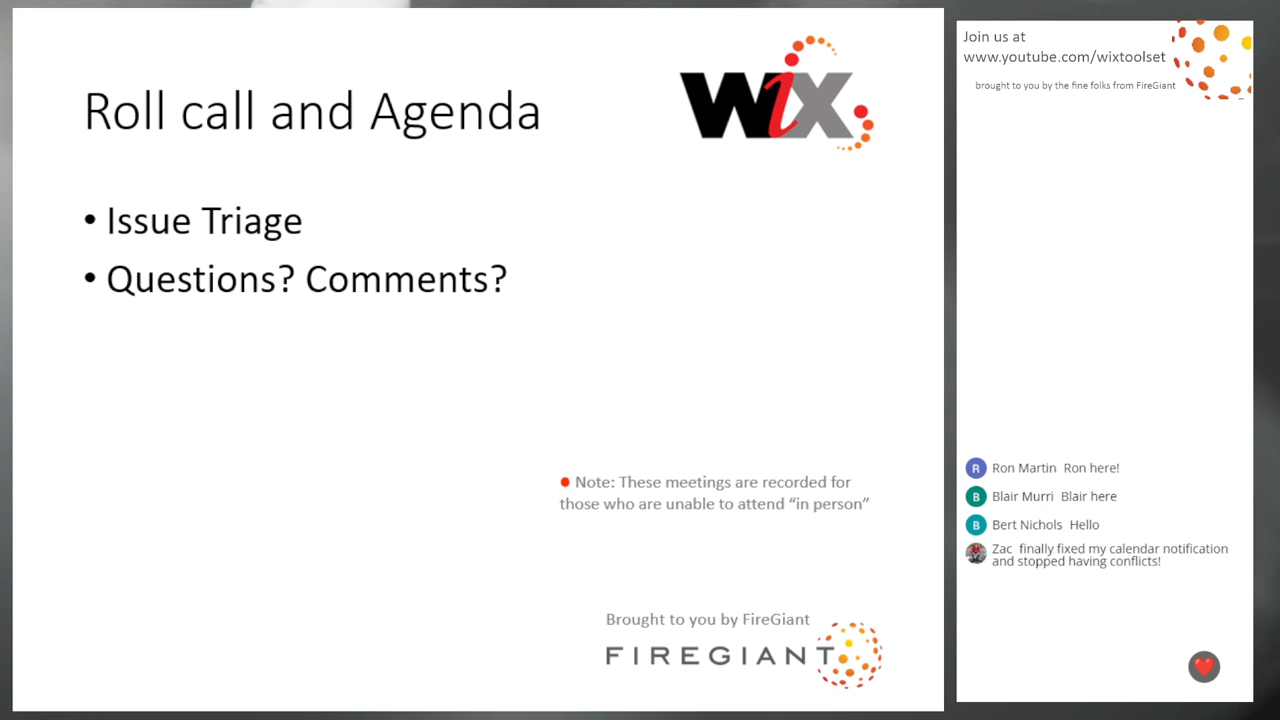 Roll call and Agenda
WiX
• Issue Triage
• Questions? Comments?
Note: These meetings are recorded for
those who are unable to attend “in person”
Brought to you by FireGiant
FIREGIANT
Join us at
www.youtube.com/wixtoolset
brought to you by the fine folks from FireGiant
R Ron Martin Ron here!
B Blair Murri Blair here
B Bert Nichols Hello
Zac finally fixed my calendar notification
and stopped having conflicts!